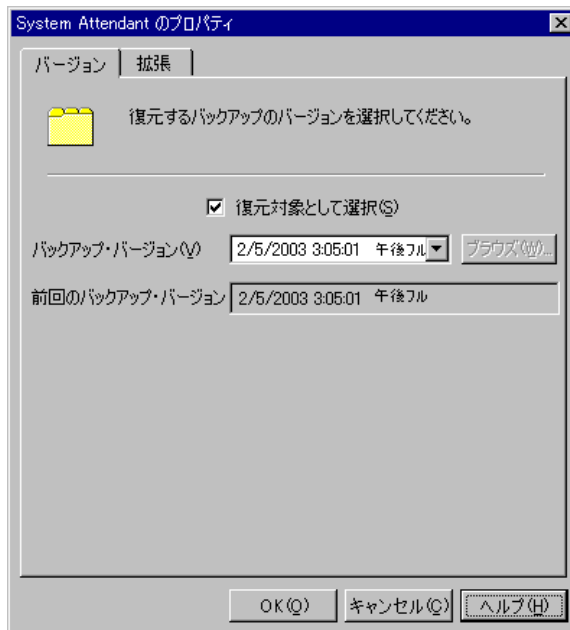 System Attendant のプロパティ
バージョン 拡張
復元するバックアップのバージョンを選択してください。
復元対象として選択(S)
バックアップ・バージョン(V) 2/5/2003 3:05:01 午後フル ブラウズ(W)...
前回のバックアップ・バージョン 2/5/2003 3:05:01 午後フル
OK(O) キャンセル(C) ヘルプ(H)